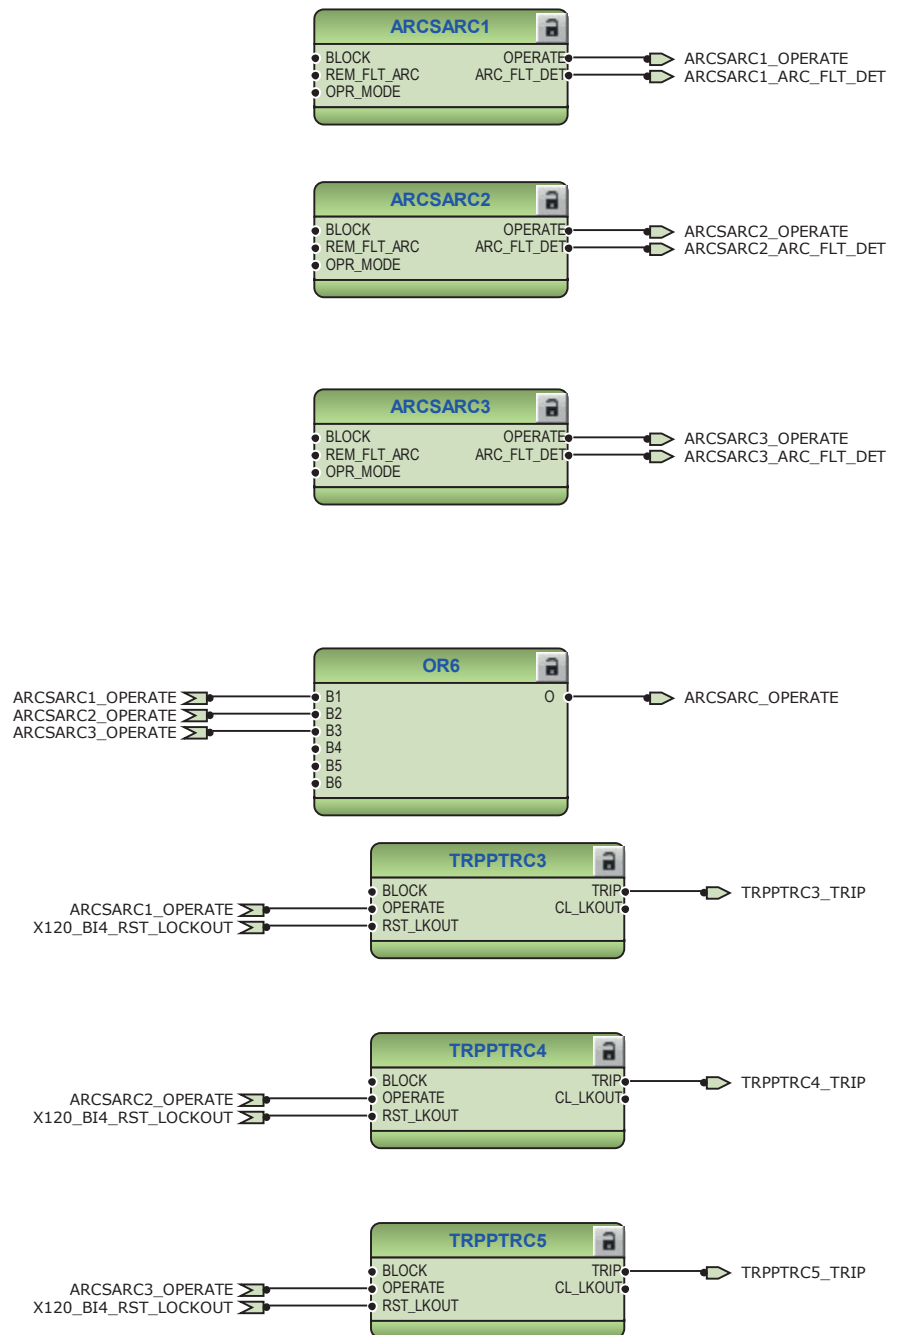 ARCSARC1
BLOCK OPERATE ARCSARC1_OPERATE
REM_FLT_ARC ARC_FLT_DET ARCSARC1_ARC_FLT_DET
OPR_MODE
ARCSARC2
BLOCK OPERATE ARCSARC2_OPERATE
REM_FLT_ARC ARC_FLT_DET ARCSARC2_ARC_FLT_DET
OPR_MODE
ARCSARC3
BLOCK OPERATE ARCSARC3_OPERATE
REM_FLT_ARC ARC_FLT_DET ARCSARC3_ARC_FLT_DET
OPR_MODE
OR6
ARCSARC1_OPERATE B1 O ARCSARC_OPERATE
ARCSARC2_OPERATE B2
ARCSARC3_OPERATE B3
B4
B5
B6
TRPPTRC3
BLOCK TRIP TRPPTRC3_TRIP
ARCSARC1_OPERATE OPERATE CL_LKOUT
X120_BI4_RST_LOCKOUT RST_LKOUT
TRPPTRC4
BLOCK TRIP TRPPTRC4_TRIP
ARCSARC2_OPERATE OPERATE CL_LKOUT
X120_BI4_RST_LOCKOUT RST_LKOUT
TRPPTRC5
BLOCK TRIP TRPPTRC5_TRIP
ARCSARC3_OPERATE OPERATE CL_LKOUT
X120_BI4_RST_LOCKOUT RST_LKOUT